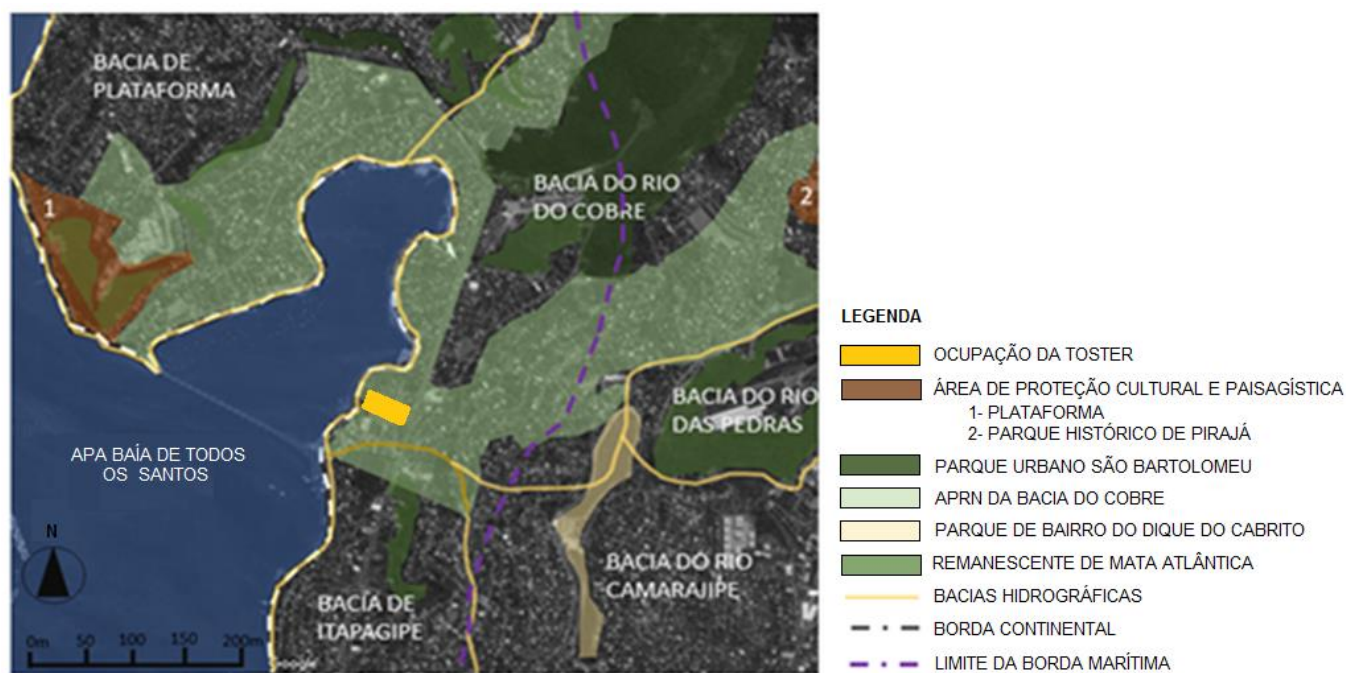 BACIA DE
PLATAFORMA
1
BACIA DO RIO
DO COBRE
2
BACIA DO RIO
DAS PEDRAS
APA BAÍA DE TODOS
OS SANTOS
N
BACIA DO RIO
CAMARAJIPE
BACIA DE
ITAPAGIPE
0m 50 100 150 200m
Google
LEGENDA
OCUPAÇÃO DA TOSTER
ÁREA DE PROTEÇÃO CULTURAL E PAISAGÍSTICA
1- PLATAFORMA
2- PARQUE HISTÓRICO DE PIRAJÁ
PARQUE URBANO SÃO BARTOLOMEU
APRN DA BACIA DO COBRE
PARQUE DE BAIRRO DO DIQUE DO CABRITO
REMANESCENTE DE MATA ATLÂNTICA
BACIAS HIDROGRÁFICAS
BORDA CONTINENTAL
LIMITE DA BORDA MARÍTIMA